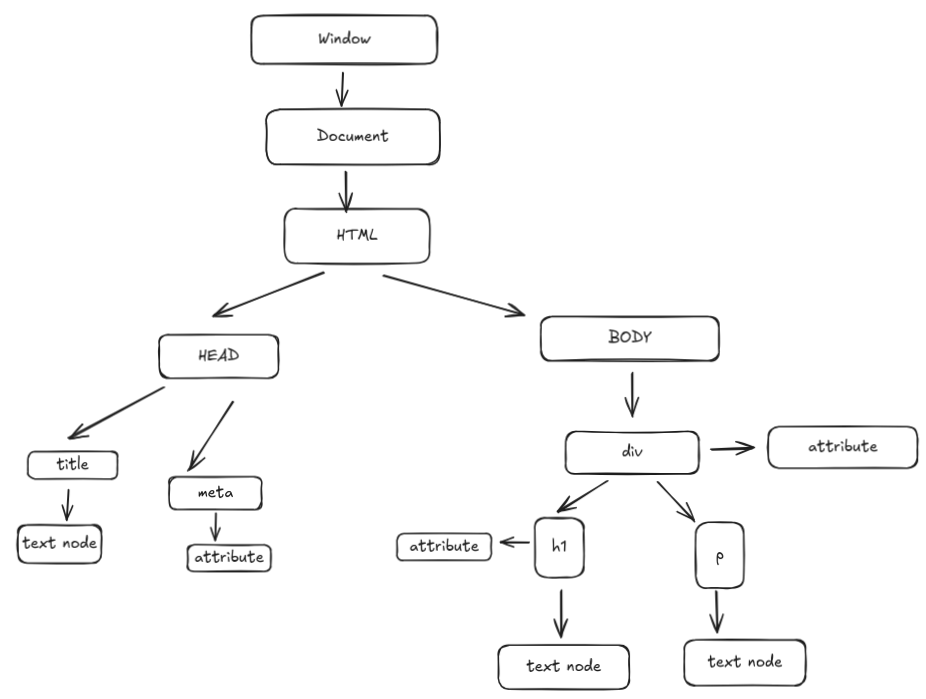 Window
Document
HTML
HEAD
BODY
title
meta
div
attribute
text node
attribute
attribute
h1
p
text node
text node